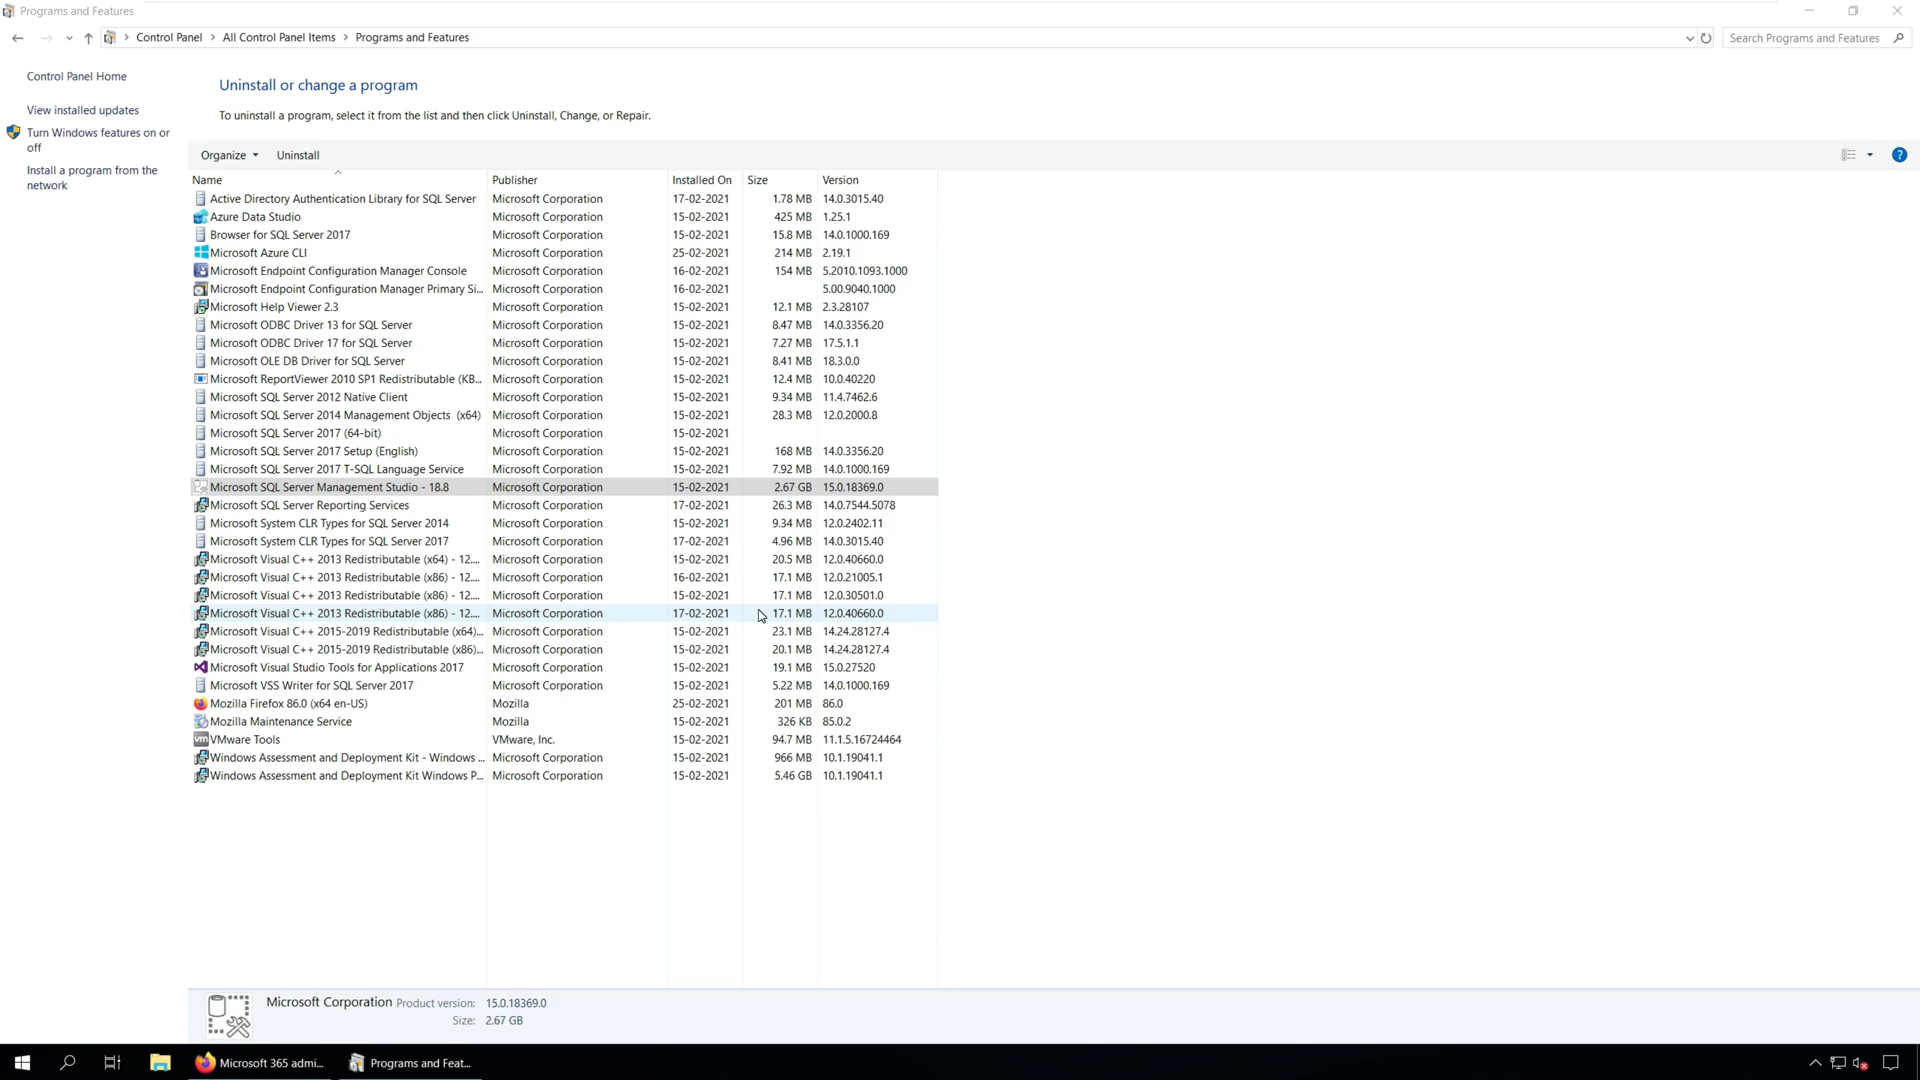 Programs and Features
Control Panel > All Control Panel Items > Programs and Features
Search Programs and Features
Control Panel Home
View installed updates
Turn Windows features on or
off
Install a program from the
network
Uninstall or change a program
To uninstall a program, select it from the list and then click Uninstall, Change, or Repair.
Organize Uninstall
Name Publisher Installed On Size Version
Active Directory Authentication Library for SQL Server Microsoft Corporation 17-02-2021 1.78 MB 14.0.3015.40
Azure Data Studio Microsoft Corporation 15-02-2021 425 MB 1.25.1
Browser for SQL Server 2017 Microsoft Corporation 15-02-2021 15.8 MB 14.0.1000.169
Microsoft Azure CLI Microsoft Corporation 25-02-2021 214 MB 2.19.1
Microsoft Endpoint Configuration Manager Console Microsoft Corporation 16-02-2021 154 MB 5.2010.1093.1000
Microsoft Endpoint Configuration Manager Primary Si... Microsoft Corporation 16-02-2021 5.00.9040.1000
Microsoft Help Viewer 2.3 Microsoft Corporation 15-02-2021 12.1 MB 2.3.28107
Microsoft ODBC Driver 13 for SQL Server Microsoft Corporation 15-02-2021 8.47 MB 14.0.3356.20
Microsoft ODBC Driver 17 for SQL Server Microsoft Corporation 15-02-2021 7.27 MB 17.5.1.1
Microsoft OLE DB Driver for SQL Server Microsoft Corporation 15-02-2021 8.41 MB 18.3.0.0
Microsoft ReportViewer 2010 SP1 Redistributable (KB... Microsoft Corporation 15-02-2021 12.4 MB 10.0.40220
Microsoft SQL Server 2012 Native Client Microsoft Corporation 15-02-2021 9.34 MB 11.4.7462.6
Microsoft SQL Server 2014 Management Objects (x64) Microsoft Corporation 15-02-2021 28.3 MB 12.0.2000.8
Microsoft SQL Server 2017 (64-bit) Microsoft Corporation 15-02-2021
Microsoft SQL Server 2017 Setup (English) Microsoft Corporation 15-02-2021 168 MB 14.0.3356.20
Microsoft SQL Server 2017 T-SQL Language Service Microsoft Corporation 15-02-2021 7.92 MB 14.0.1000.169
Microsoft SQL Server Management Studio - 18.8 Microsoft Corporation 15-02-2021 2.67 GB 15.0.18369.0
Microsoft SQL Server Reporting Services Microsoft Corporation 17-02-2021 26.3 MB 14.0.7544.5078
Microsoft System CLR Types for SQL Server 2014 Microsoft Corporation 15-02-2021 9.34 MB 12.0.2402.11
Microsoft System CLR Types for SQL Server 2017 Microsoft Corporation 17-02-2021 4.96 MB 14.0.3015.40
Microsoft Visual C++ 2013 Redistributable (x64) - 12.... Microsoft Corporation 15-02-2021 20.5 MB 12.0.40660.0
Microsoft Visual C++ 2013 Redistributable (x86) - 12.... Microsoft Corporation 16-02-2021 17.1 MB 12.0.21005.1
Microsoft Visual C++ 2013 Redistributable (x86) - 12.... Microsoft Corporation 15-02-2021 17.1 MB 12.0.30501.0
Microsoft Visual C++ 2013 Redistributable (x86) - 12.... Microsoft Corporation 17-02-2021 17.1 MB 12.0.40660.0
Microsoft Visual C++ 2015-2019 Redistributable (x64)... Microsoft Corporation 15-02-2021 23.1 MB 14.24.28127.4
Microsoft Visual C++ 2015-2019 Redistributable (x86)... Microsoft Corporation 15-02-2021 20.1 MB 14.24.28127.4
Microsoft Visual Studio Tools for Applications 2017 Microsoft Corporation 15-02-2021 19.1 MB 15.0.27520
Microsoft VSS Writer for SQL Server 2017 Microsoft Corporation 15-02-2021 5.22 MB 14.0.1000.169
Mozilla Firefox 86.0 (x64 en-US) Mozilla 25-02-2021 201 MB 86.0
Mozilla Maintenance Service Mozilla 15-02-2021 326 KB 85.0.2
VMware Tools VMware, Inc. 15-02-2021 94.7 MB 11.1.5.16724464
Windows Assessment and Deployment Kit - Windows ... Microsoft Corporation 15-02-2021 966 MB 10.1.19041.1
Windows Assessment and Deployment Kit Windows P... Microsoft Corporation 15-02-2021 5.46 GB 10.1.19041.1
Microsoft Corporation Product version: 15.0.18369.0
Size: 2.67 GB
Microsoft 365 admi... Programs and Feat...